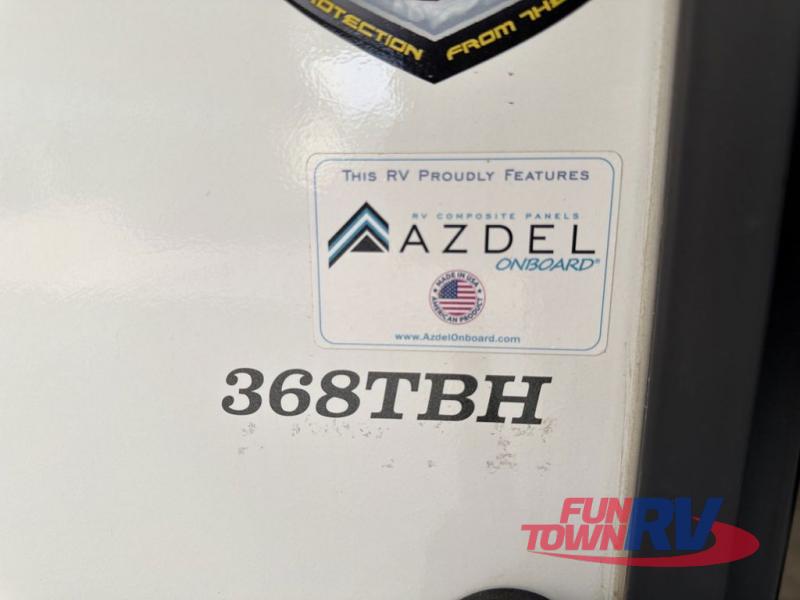 PROTECTION FROM THE
THIS RV PROUDLY FEATURES
RV COMPOSITE PANELS
AZDEL
ONBOARD®
MADE IN USA
AMERICAN PRODUCT
www.AzdelOnboard.com
368TBH
FUN
TOWN RV